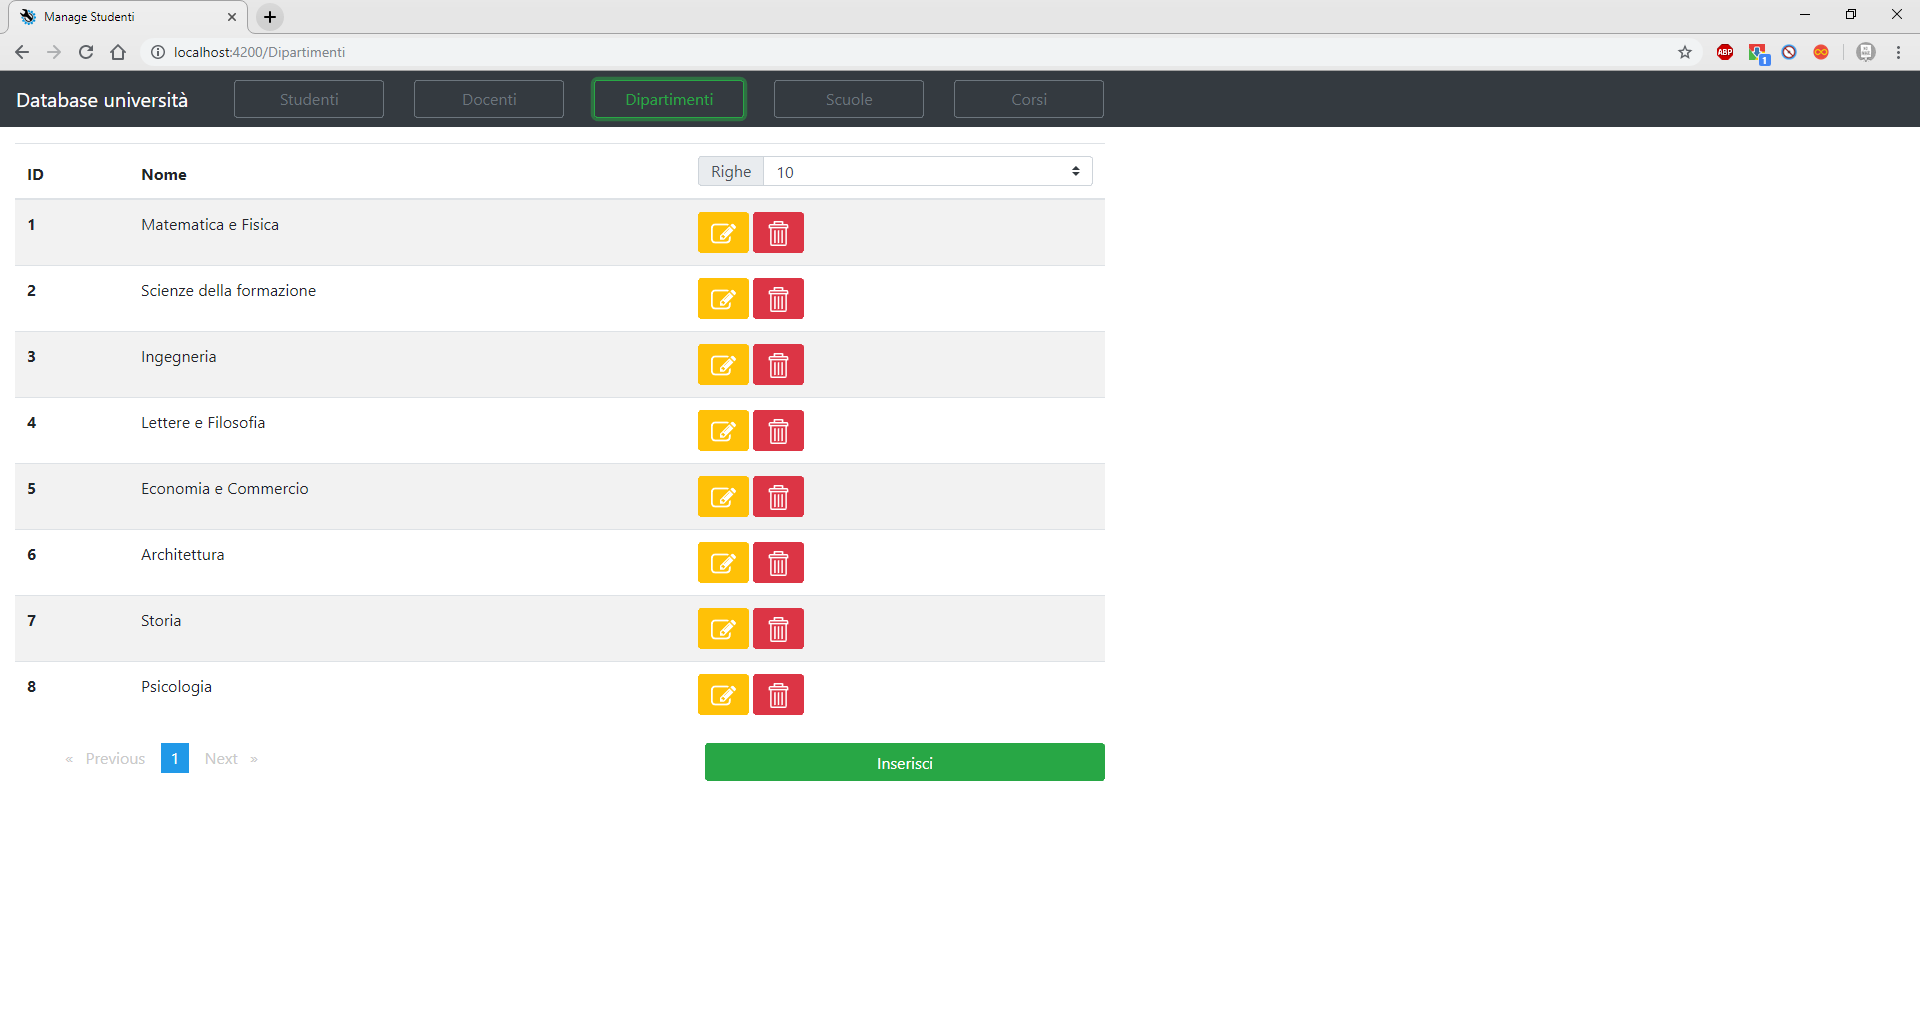 Manage Studenti
localhost:4200/Dipartimenti
ABP
1
Database università
Studenti
Docenti
Dipartimenti
Scuole
Corsi
ID
Nome
Righe
10
1 Matematica e Fisica
2 Scienze della formazione
3 Ingegneria
4 Lettere e Filosofia
5 Economia e Commercio
6 Architettura
7 Storia
8 Psicologia
« Previous 1 Next »
Inserisci